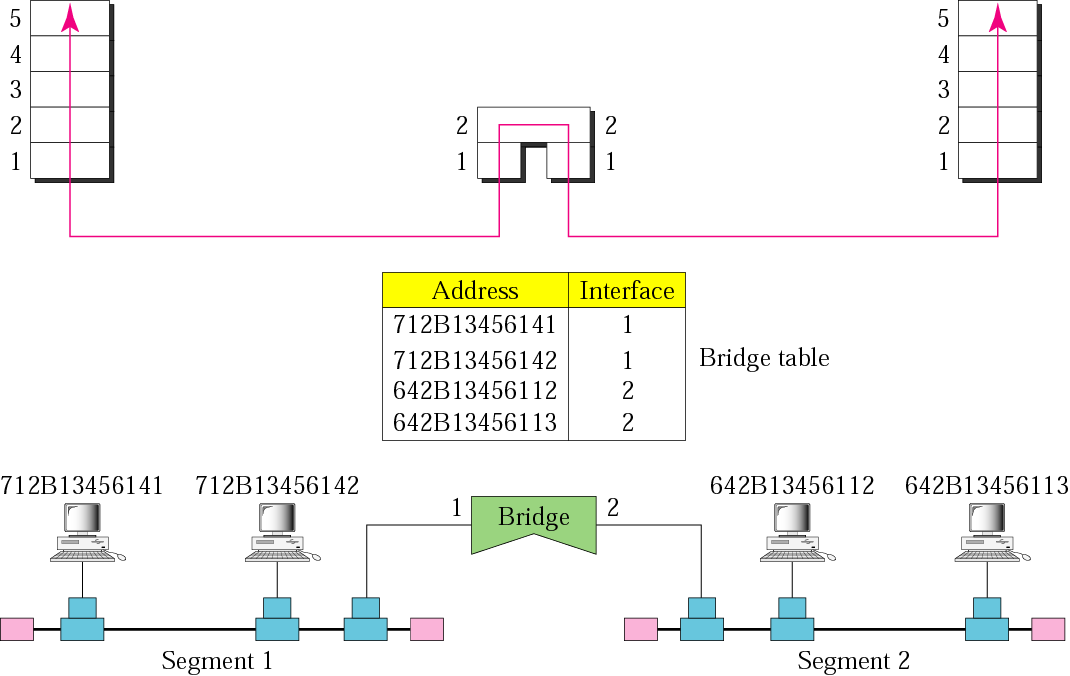 5 5
4 4
3 3
2 2 2 2
1 1 1 1
Address Interface
712B13456141 1
712B13456142 1
Bridge table
642B13456112 2
642B13456113 2
712B13456141 712B13456142 642B13456112 642B13456113
1 Bridge 2
Segment 1 Segment 2